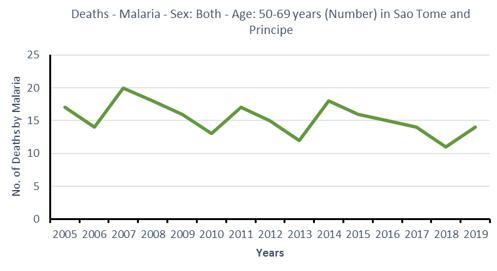 Deaths - Malaria - Sex: Both - Age: 50-69 years (Number) in Sao Tome and
Principe
25
20
15
10
5
0
No. of Deaths by Malaria
2005 2006 2007 2008 2009 2010 2011 2012 2013 2014 2015 2016 2017 2018 2019
Years